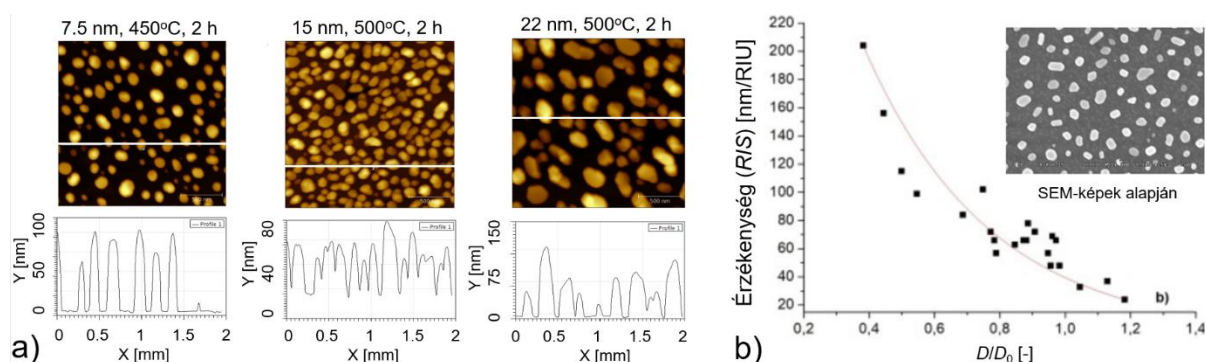 7.5 nm, 450°C, 2 h
15 nm, 500°C, 2 h
22 nm, 500°C, 2 h
500 nm
Y [nm]
100
50
0
Profile 1
0
0.5
1
1.5
2
X [mm]
Y [nm]
80
40
0
Profile 1
0
0.5
1
1.5
2
X [mm]
Y [nm]
150
75
0
Profile 1
0
0.5
1
1.5
2
X [mm]
a)
Érzékenység (RIS) [nm/RIU]
220
200
180
160
140
120
100
80
60
40
20
SEM-képek alapján
b)
0,2
0,4
0,6
0,8
1,0
1,2
1,4
D/D₀ [-]
b)